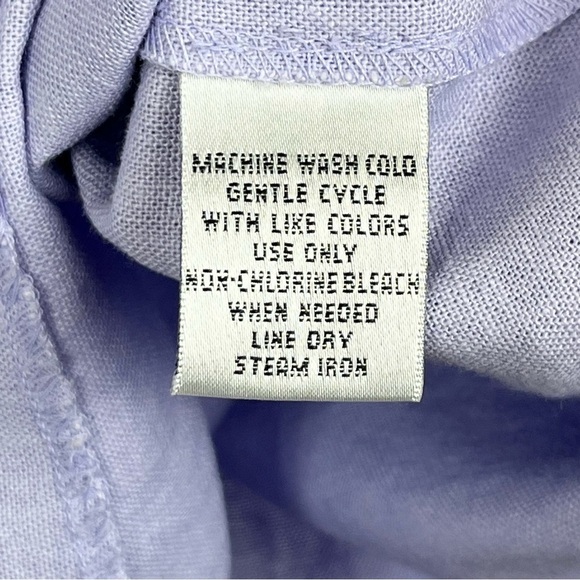 MACHINE WASH COLD
GENTLE CYCLE
WITH LIKE COLORS
USE ONLY
NON-CHLORINE BLEACH
WHEN NEEDED
LINE DRY
STEAM IRON